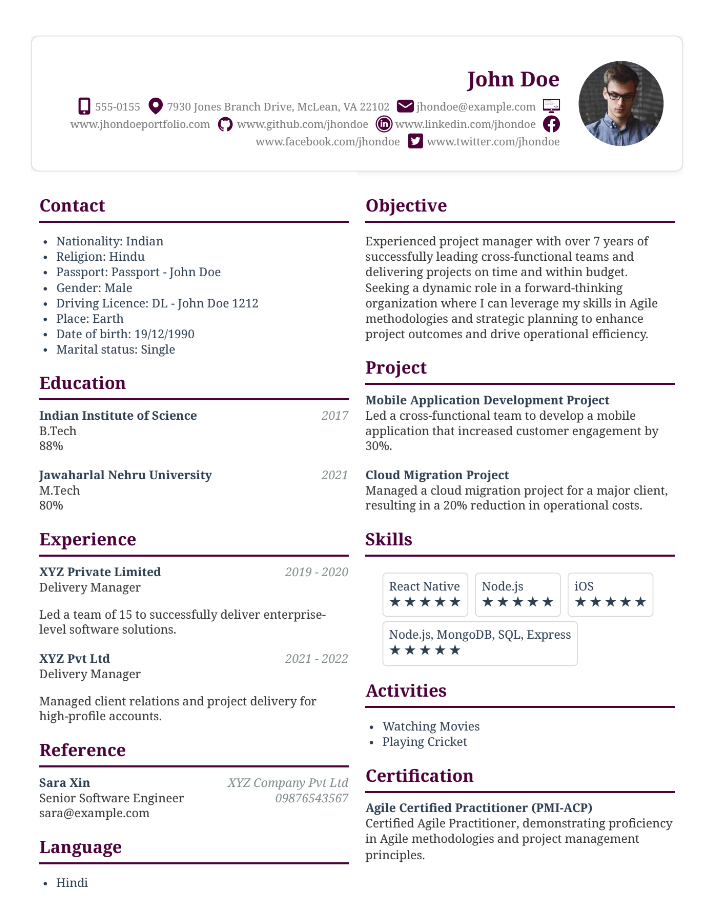 John Doe
555-0155 7930 Jones Branch Drive, McLean, VA 22102 jhondoe@example.com
www.jhondoeportfolio.com www.github.com/jhondoe www.linkedin.com/jhondoe
www.facebook.com/jhondoe www.twitter.com/jhondoe
Contact
• Nationality: Indian
• Religion: Hindu
• Passport: Passport - John Doe
• Gender: Male
• Driving Licence: DL - John Doe 1212
• Place: Earth
• Date of birth: 19/12/1990
• Marital status: Single
Education
Indian Institute of Science 2017
B.Tech
88%
Jawaharlal Nehru University 2021
M.Tech
80%
Experience
XYZ Private Limited 2019 - 2020
Delivery Manager
Led a team of 15 to successfully deliver enterprise-
level software solutions.
XYZ Pvt Ltd 2021 - 2022
Delivery Manager
Managed client relations and project delivery for
high-profile accounts.
Reference
Sara Xin XYZ Company Pvt Ltd
Senior Software Engineer 09876543567
sara@example.com
Language
• Hindi
Objective
Experienced project manager with over 7 years of
successfully leading cross-functional teams and
delivering projects on time and within budget.
Seeking a dynamic role in a forward-thinking
organization where I can leverage my skills in Agile
methodologies and strategic planning to enhance
project outcomes and drive operational efficiency.
Project
Mobile Application Development Project
Led a cross-functional team to develop a mobile
application that increased customer engagement by
30%.
Cloud Migration Project
Managed a cloud migration project for a major client,
resulting in a 20% reduction in operational costs.
Skills
React Native Node.js iOS
★★★★★ ★★★★★ ★★★★★
Node.js, MongoDB, SQL, Express
★★★★★
Activities
• Watching Movies
• Playing Cricket
Certification
Agile Certified Practitioner (PMI-ACP)
Certified Agile Practitioner, demonstrating proficiency
in Agile methodologies and project management
principles.